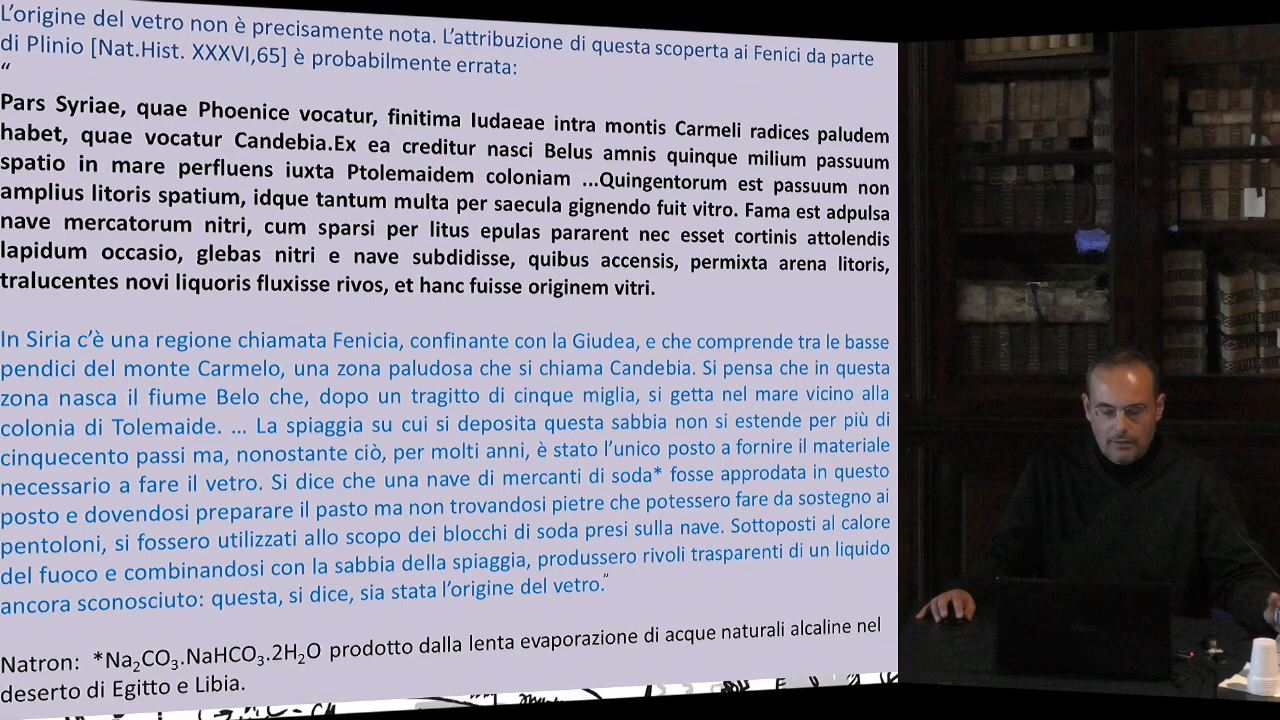 L’origine del vetro non è precisamente nota. L’attribuzione di questa scoperta ai Fenici da parte
di Plinio [Nat.Hist. XXXVI,65] è probabilmente errata:
“
Pars Syriae, quae Phoenice vocatur, finitima Iudaeae intra montis Carmeli radices paludem
habet, quae vocatur Candebia.Ex ea creditur nasci Belus amnis quinque milium passuum
spatio in mare perfluens iuxta Ptolemaidem coloniam ...Quingentorum est passuum non
amplius litoris spatium, idque tantum multa per saecula gignendo fuit vitro. Fama est adpulsa
nave mercatorum nitri, cum sparsi per litus epulas pararent nec esset cortinis attolendis
lapidum occasio, glebas nitri e nave subdidisse, quibus accensis, permixta arena litoris,
tralucentes novi liquoris fluxisse rivos, et hanc fuisse originem vitri.
In Siria c’è una regione chiamata Fenicia, confinante con la Giudea, e che comprende tra le basse
pendici del monte Carmelo, una zona paludosa che si chiama Candebia. Si pensa che in questa
zona nasca il fiume Belo che, dopo un tragitto di cinque miglia, si getta nel mare vicino alla
colonia di Tolemaide. ... La spiaggia su cui si deposita questa sabbia non si estende per più di
cinquecento passi ma, nonostante ciò, per molti anni, è stato l’unico posto a fornire il materiale
necessario a fare il vetro. Si dice che una nave di mercanti di soda* fosse approdata in questo
posto e dovendosi preparare il pasto ma non trovandosi pietre che potessero fare da sostegno ai
pentoloni, si fossero utilizzati allo scopo dei blocchi di soda presi sulla nave. Sottoposti al calore
del fuoco e combinandosi con la sabbia della spiaggia, produssero rivoli trasparenti di un liquido
ancora sconosciuto: questa, si dice, sia stata l’origine del vetro.”
Natron: *Na₂CO₃.NaHCO₃.2H₂O prodotto dalla lenta evaporazione di acque naturali alcaline nel
deserto di Egitto e Libia.